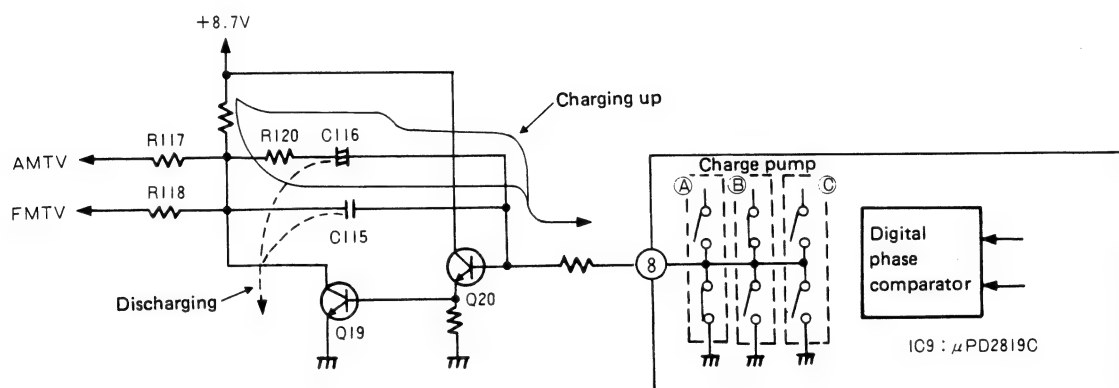 +8.7V
Charging up
R117
R120
C116
AMTV
Charge pump
Ⓐ
Ⓑ
Ⓒ
R118
FMTV
C115
8
Digital
phase
comparator
Discharging
Q20
Q19
IC9 : μPD2819C